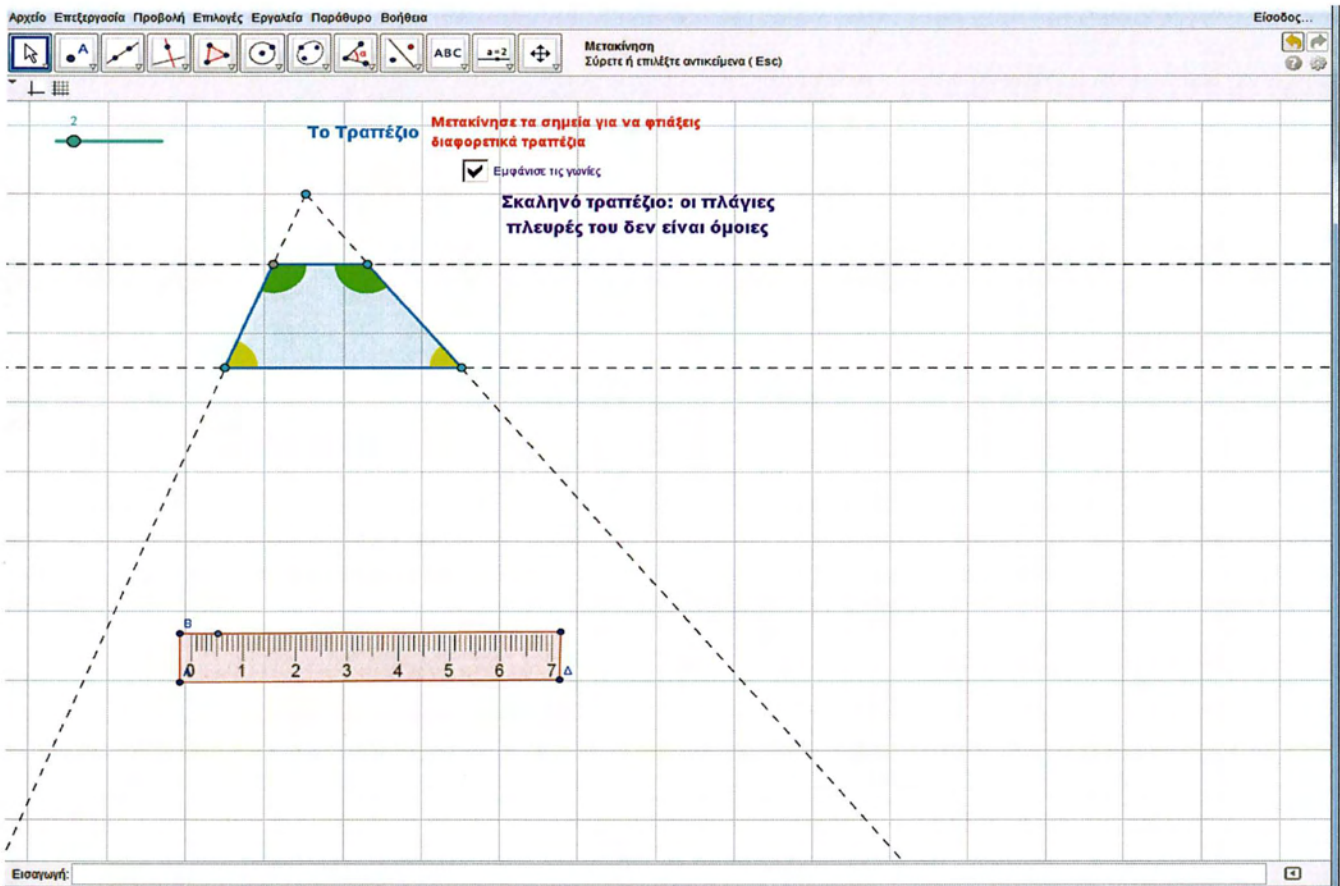 Αρχείο Επεξεργασία Προβολή Επιλογές Εργαλεία Παράθυρο Βοήθεια
Είσοδος...
A
α
ABC
a=2
Μετακίνηση
Σύρετε ή επιλέξτε αντικείμενα ( Esc)
2
Το Τραπέζιο
Μετακίνησε τα σημεία για να φτιάξεις
διαφορετικά τραπέζια
Εμφάνισε τις γωνίες
Σκαληνό τραπέζιο: οι πλάγιες
πλευρές του δεν είναι όμοιες
B
A
0 1 2 3 4 5 6 7
Δ
Εισαγωγή: